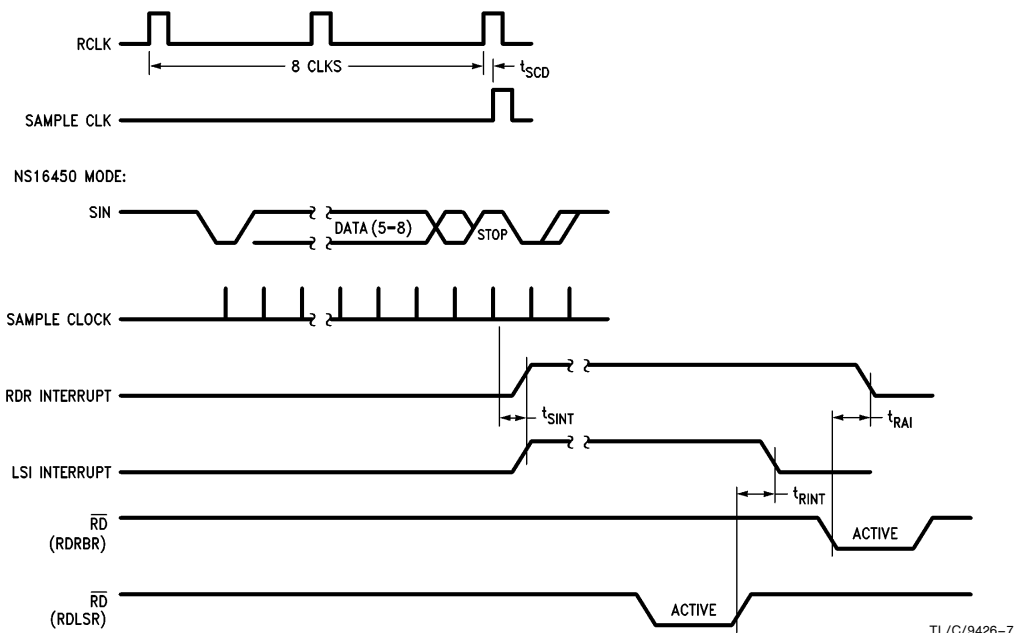 RCLK
8 CLKS
tSCD
SAMPLE CLK
NS16450 MODE:
SIN
DATA (5-8)
STOP
SAMPLE CLOCK
RDR INTERRUPT
tSINT
tRAI
LSI INTERRUPT
tRINT
RD
(RDRBR)
ACTIVE
RD
(RDLSR)
ACTIVE
TL/C/9426-7